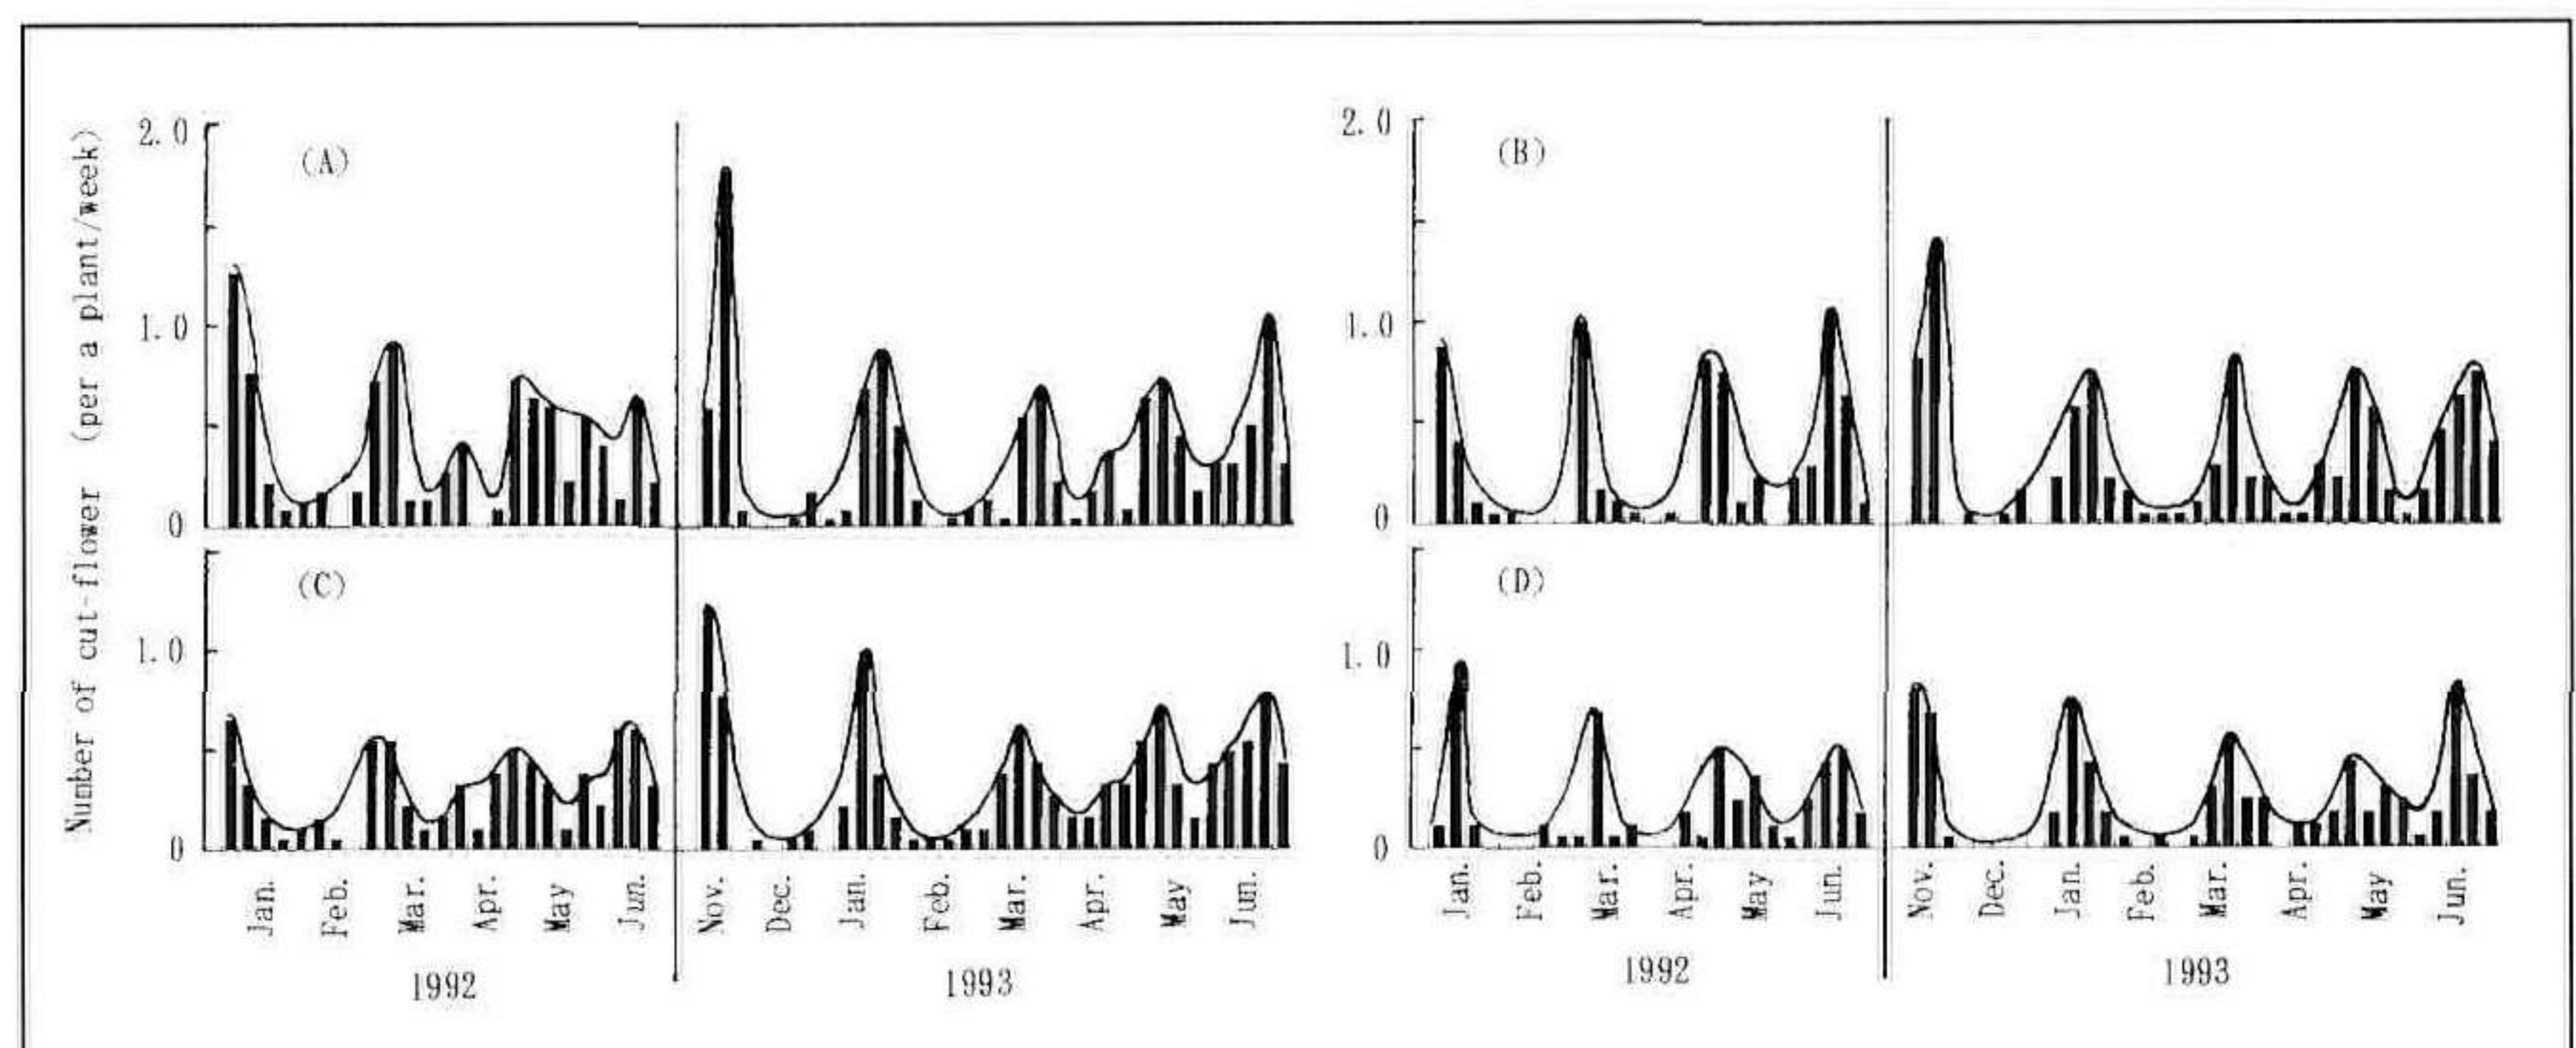 Number of cut-flower (per a plant/week)
2.0
1.0
0
(A)
2.0
1.0
0
(B)
1.0
0
(C)
1.0
0
(D)
Jan. Feb. Mar. Apr. May Jun. Nov. Dec. Jan. Feb. Mar. Apr. May Jun.
1992 1993
Jan. Feb. Mar. Apr. May Jun. Nov. Dec. Jan. Feb. Mar. Apr. May Jun.
1992 1993